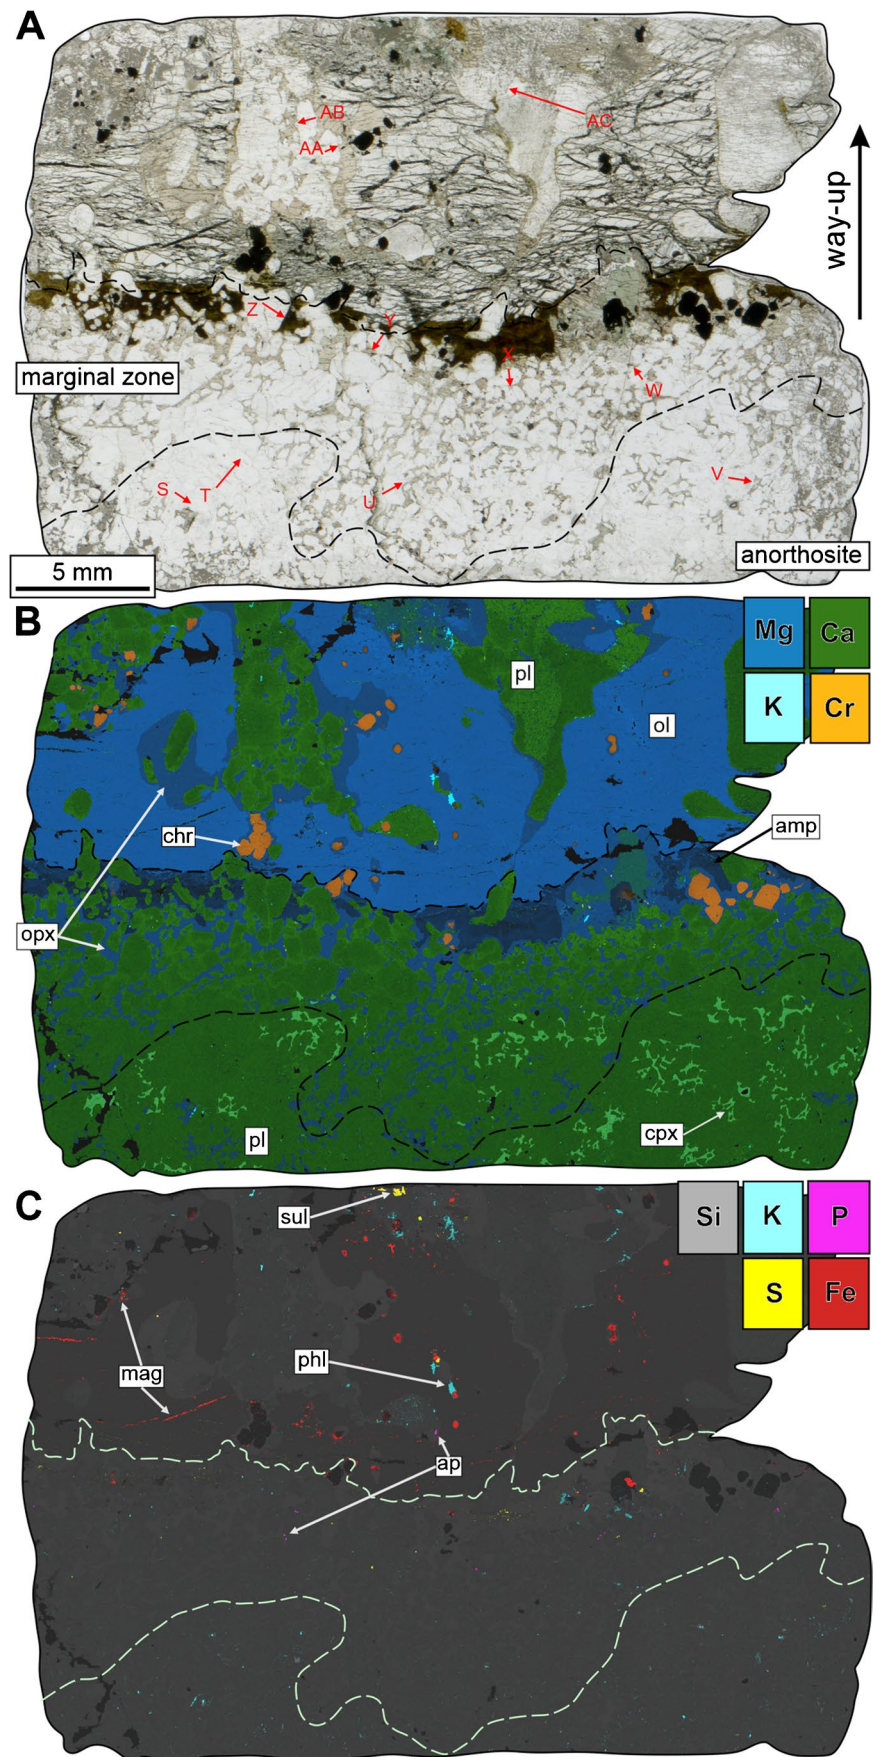 A
AB
AA
AC
way-up
Z
Y
X
W
marginal zone
S
T
U
V
anorthosite
5 mm
B
Mg
Ca
K
Cr
pl
ol
chr
amp
opx
pl
cpx
C
Si
K
P
S
Fe
sul
mag
phl
ap